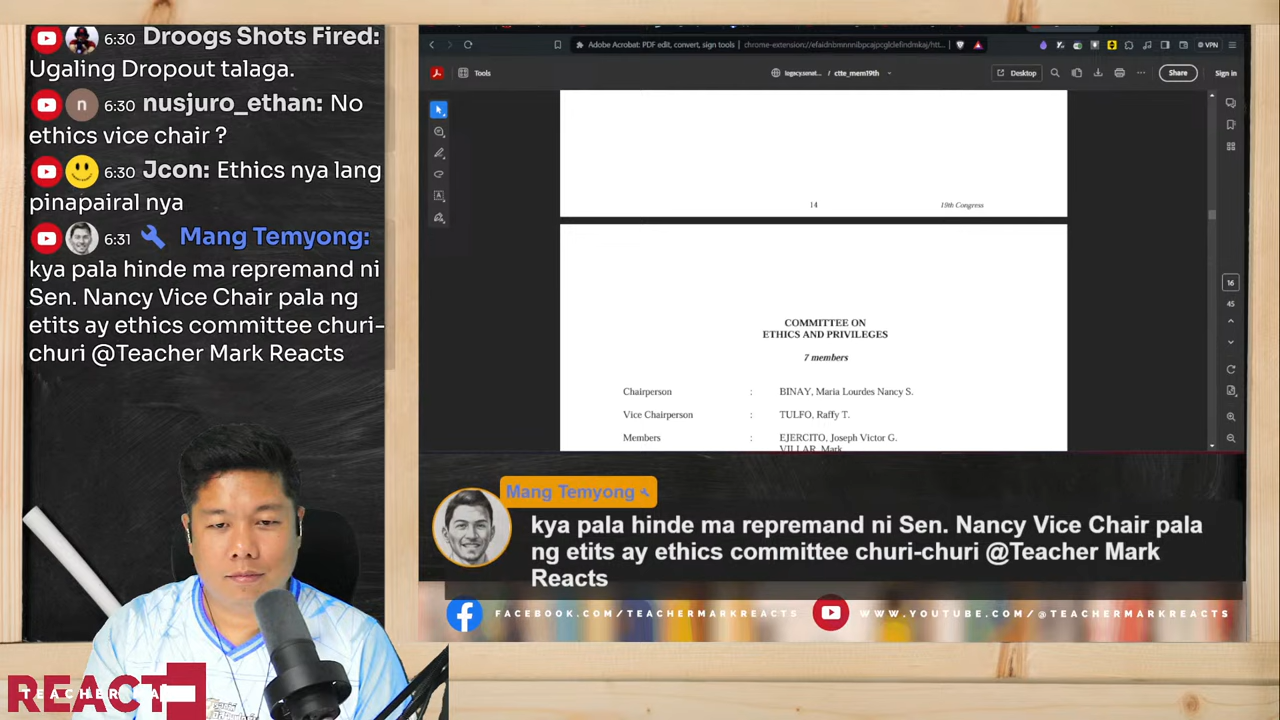 6:30 Droogs Shots Fired:
Ugaling Dropout talaga.
n 6:30 nusjuro_ethan: No
ethics vice chair ?
6:30 Jcon: Ethics nya lang
pinapairal nya
6:31 Mang Temyong:
kya pala hinde ma repremand ni
Sen. Nancy Vice Chair pala ng
etits ay ethics committee churi-
churi @Teacher Mark Reacts
Adobe Acrobat: PDF edit, convert, sign tools
VPN
Tools
ctte_mem19th
Desktop
Share
Sign in
14
19th Congress
16
45
COMMITTEE ON
ETHICS AND PRIVILEGES
7 members
Chairperson : BINAY, Maria Lourdes Nancy S.
Vice Chairperson : TULFO, Raffy T.
Members : EJERCITO, Joseph Victor G.
VILLAR, Mark
Mang Temyong
kya pala hinde ma repremand ni Sen. Nancy Vice Chair pala
ng etits ay ethics committee churi-churi @Teacher Mark
Reacts
FACEBOOK.COM/TEACHERMARKREACTS
WWW.YOUTUBE.COM/@TEACHERMARKREACTS
REACT